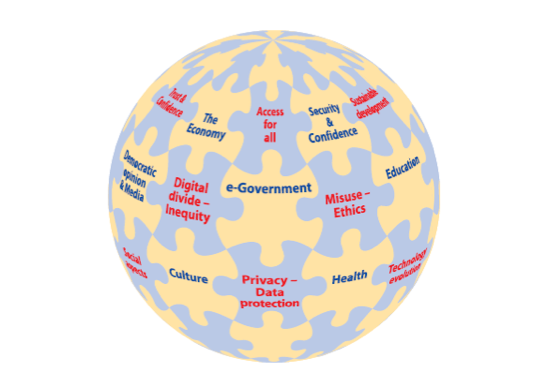 Trust &
Confidence
The
Economy
Access
for
all
Security
&
Confidence
Sustainable
development
Democratic
opinion
& Media
Digital
divide –
Inequity
e-Government
Misuse –
Ethics
Education
Social
aspects
Culture
Privacy –
Data
protection
Health
Technology
evolution